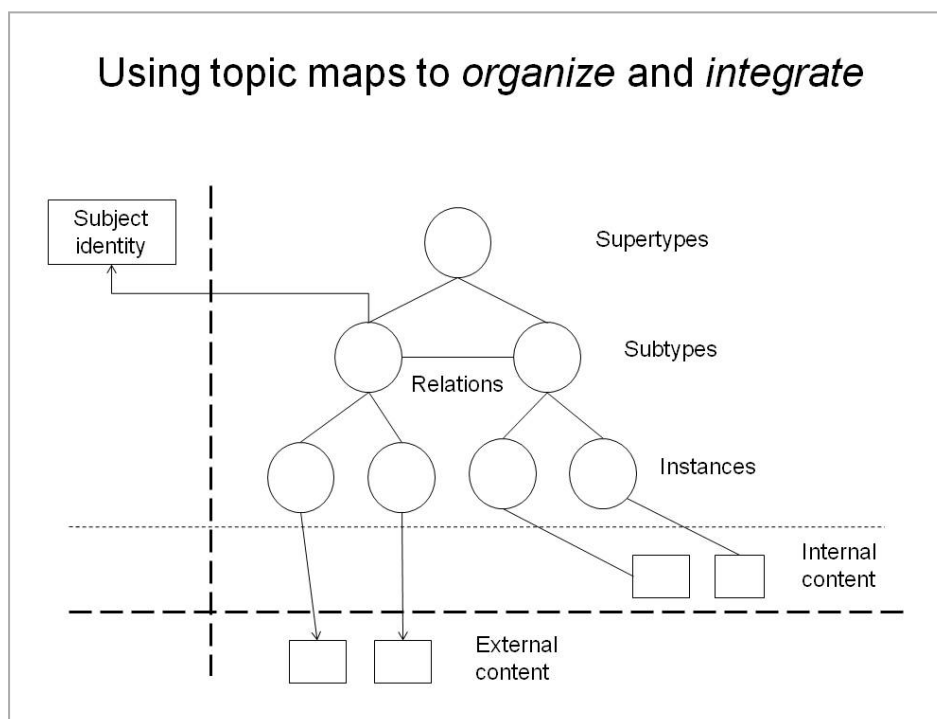 Using topic maps to organize and integrate
Subject
identity
Supertypes
Subtypes
Relations
Instances
Internal
content
External
content